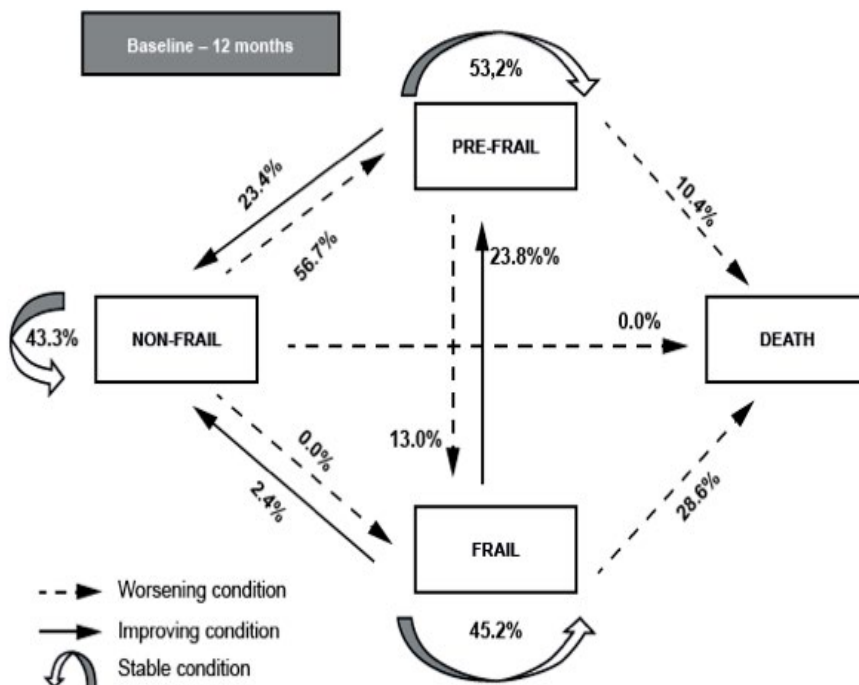 Baseline – 12 months
53,2%
PRE-FRAIL
23.4%
56.7%
10.4%
23.8%%
0.0%
43.3%
NON-FRAIL
DEATH
0.0%
2.4%
13.0%
28.6%
FRAIL
45.2%
Worsening condition
Improving condition
Stable condition